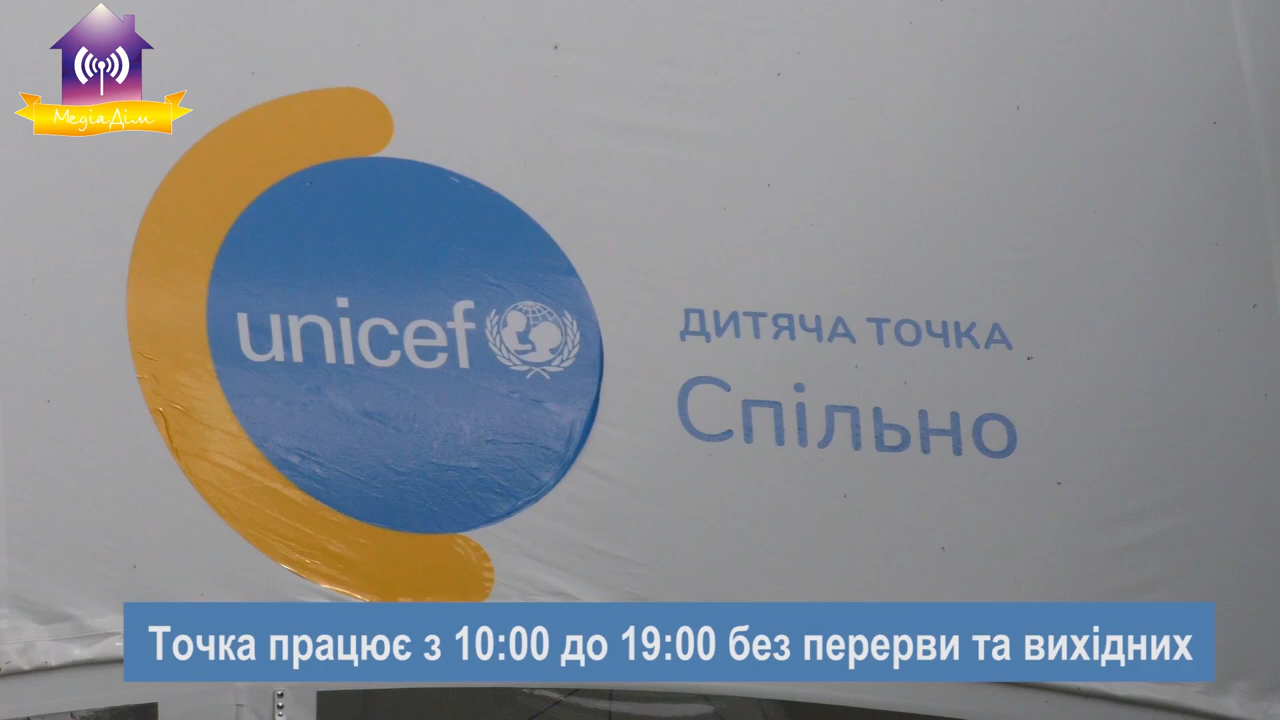 МедіаДім
unicef
ДИТЯЧА ТОЧКА
Спільно
Точка працює з 10:00 до 19:00 без перерви та вихідних